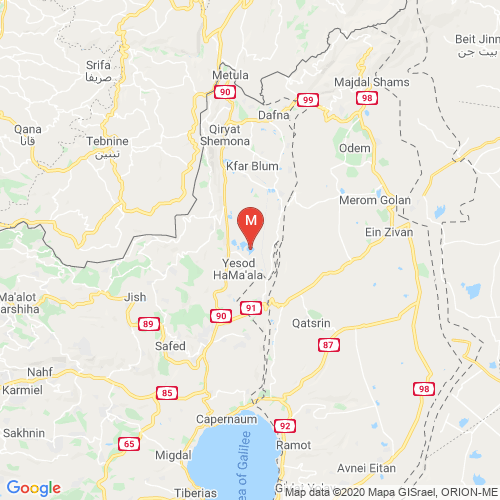 Beit Jinn
بيت جن
Srifa
صريفا
Metula
90
Majdal Shams
99
98
Dafna
Qana
قانا
Tebnine
تبنين
Qiryat
Shemona
Odem
Kfar Blum
Merom Golan
M
Ein Zivan
Yesod
HaMa'ala
Ma'alot
Tarshiha
Jish
91
90
89
Qatsrin
Safed
87
Nahf
Karmiel
85
98
Capernaum
92
Sakhnin
65
Ramot
Migdal
Sea of Galilee
Avnei Eitan
Google
Tiberias
Map data ©2020 Mapa GISrael, ORION-ME